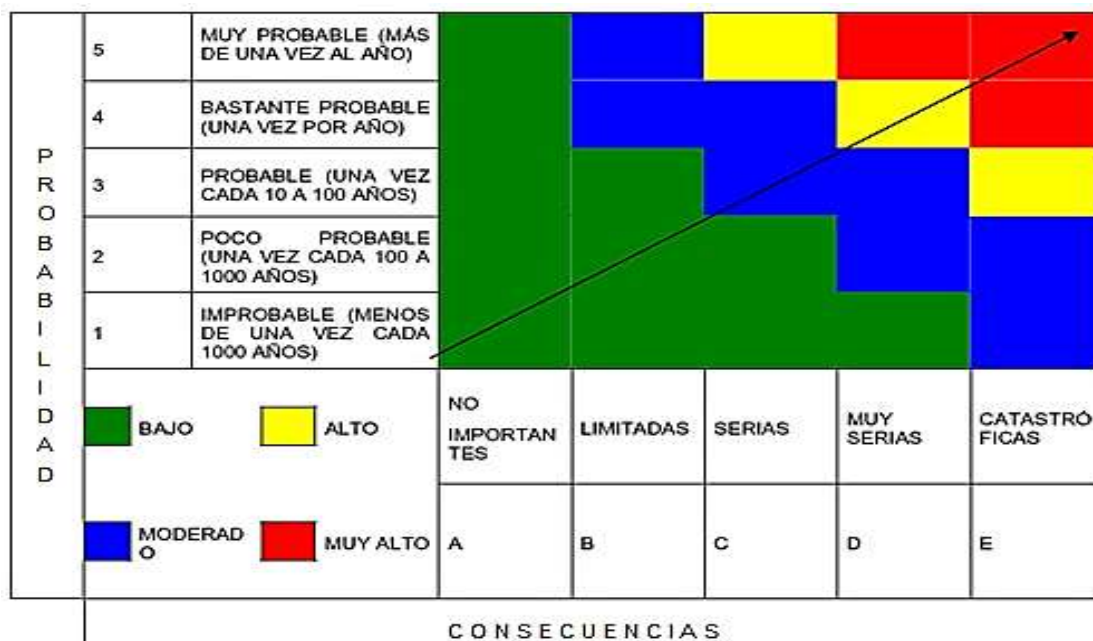 PROBABILIDAD
5
MUY PROBABLE (MÁS
DE UNA VEZ AL AÑO)
4
BASTANTE PROBABLE
(UNA VEZ POR AÑO)
3
PROBABLE (UNA VEZ
CADA 10 A 100 AÑOS)
2
POCO PROBABLE
(UNA VEZ CADA 100 A
1000 AÑOS)
1
IMPROBABLE (MENOS
DE UNA VEZ CADA
1000 AÑOS)
BAJO
ALTO
MODERAD
O
MUY ALTO
NO
IMPORTAN
TES
LIMITADAS
SERIAS
MUY
SERIAS
CATASTRÓ
FICAS
A
B
C
D
E
CONSECUENCIAS